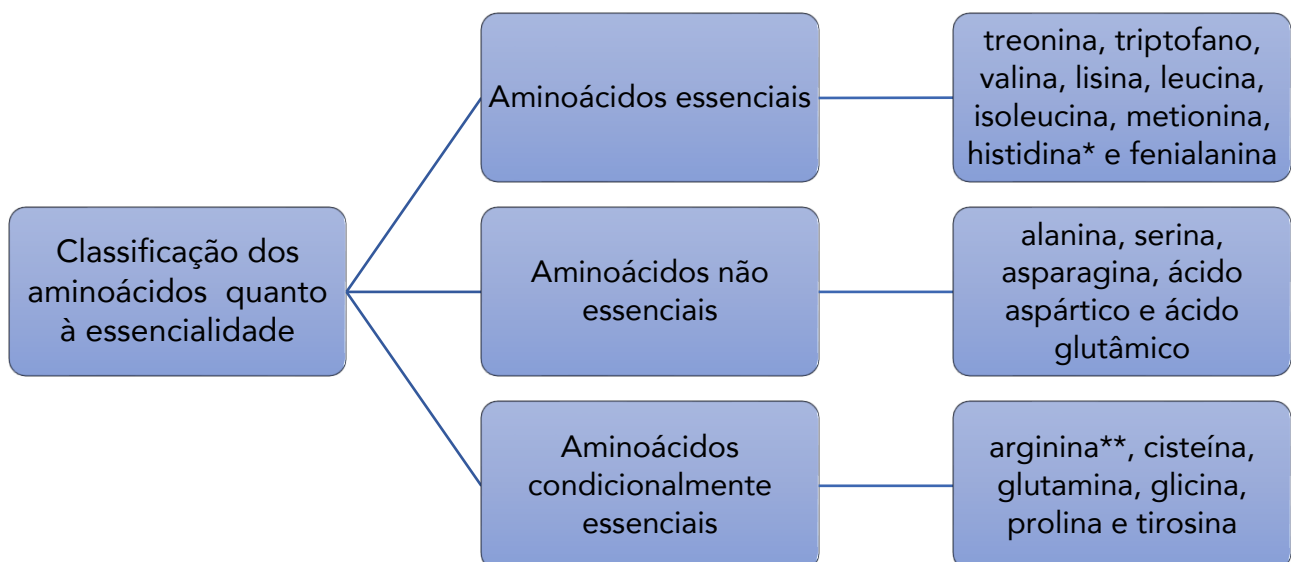 Classificação dos
aminoácidos quanto
à essencialidade
Aminoácidos essenciais
treonina, triptofano,
valina, lisina, leucina,
isoleucina, metionina,
histidina* e fenialanina
Aminoácidos não
essenciais
alanina, serina,
asparagina, ácido
aspártico e ácido
glutâmico
Aminoácidos
condicionalmente
essenciais
arginina**, cisteína,
glutamina, glicina,
prolina e tirosina